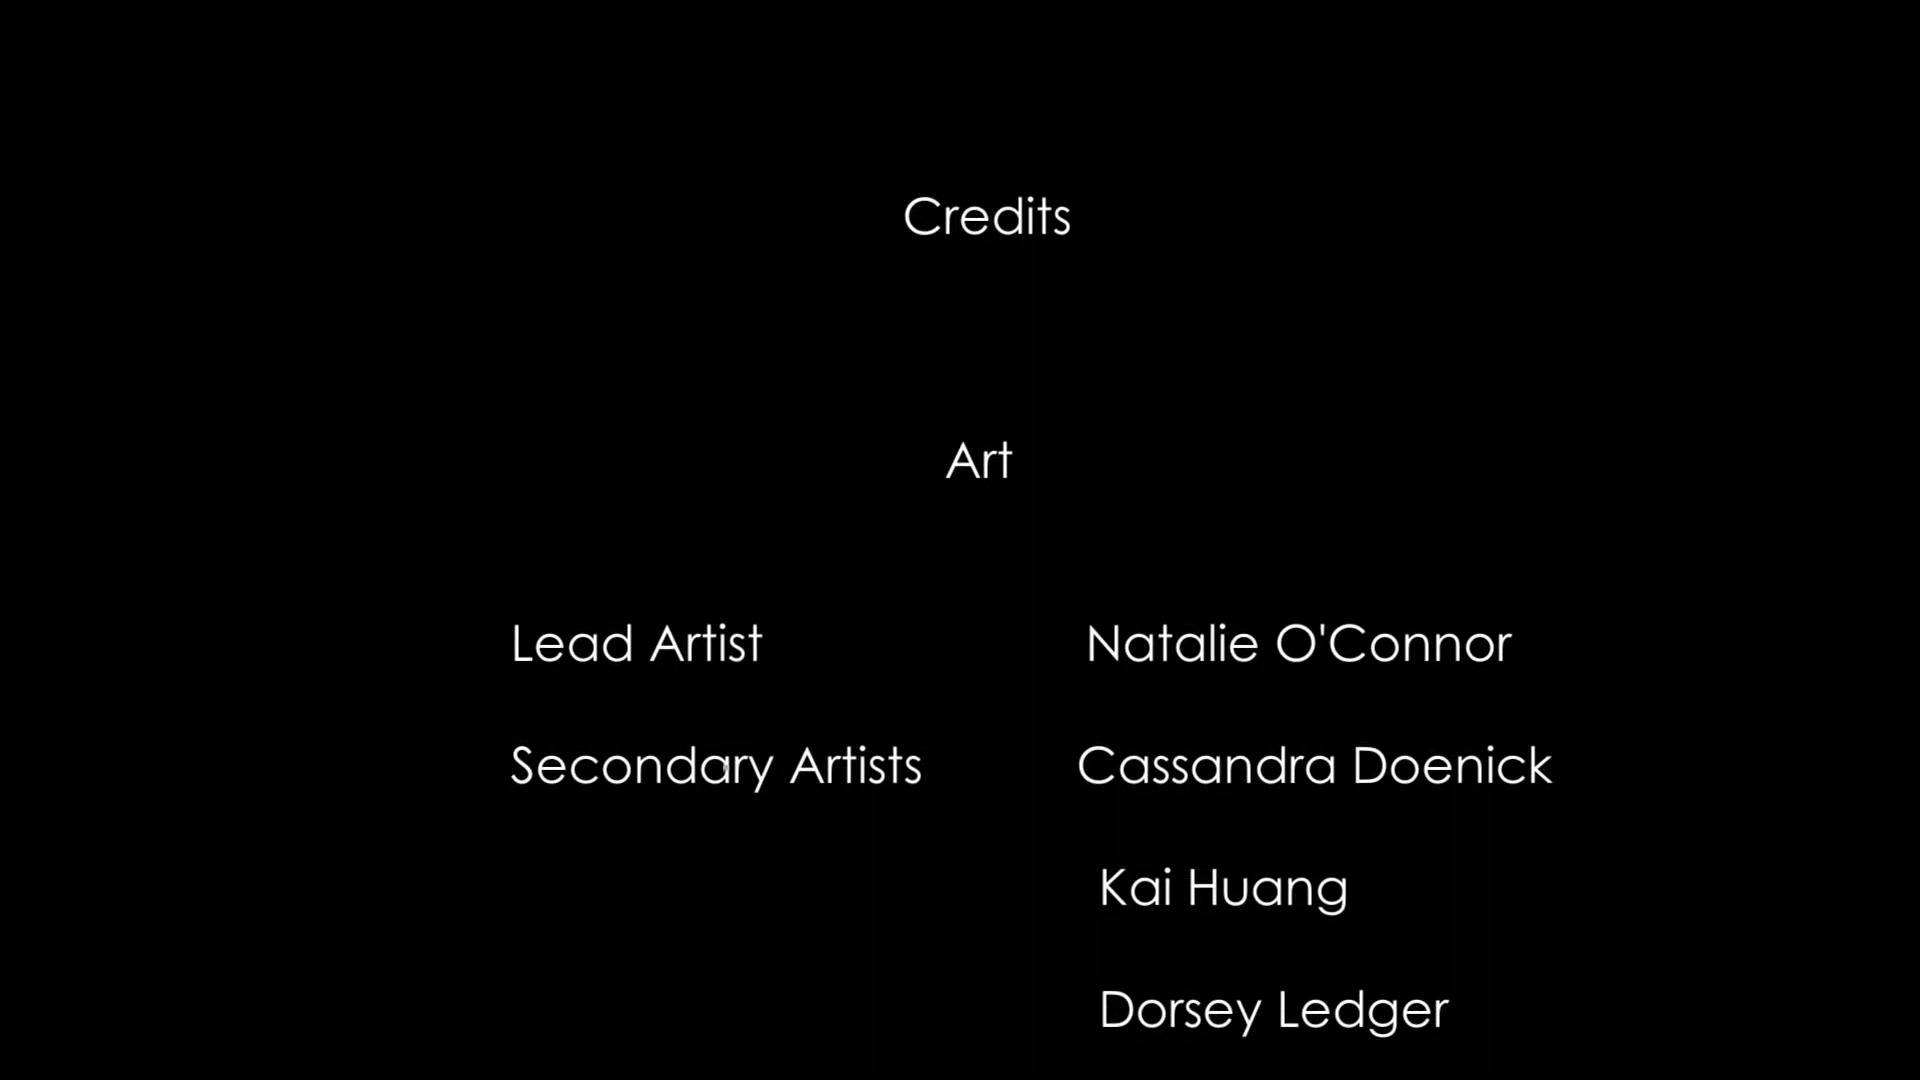 Credits
Art
Lead Artist Natalie O'Connor
Secondary Artists Cassandra Doenick
Kai Huang
Dorsey Ledger